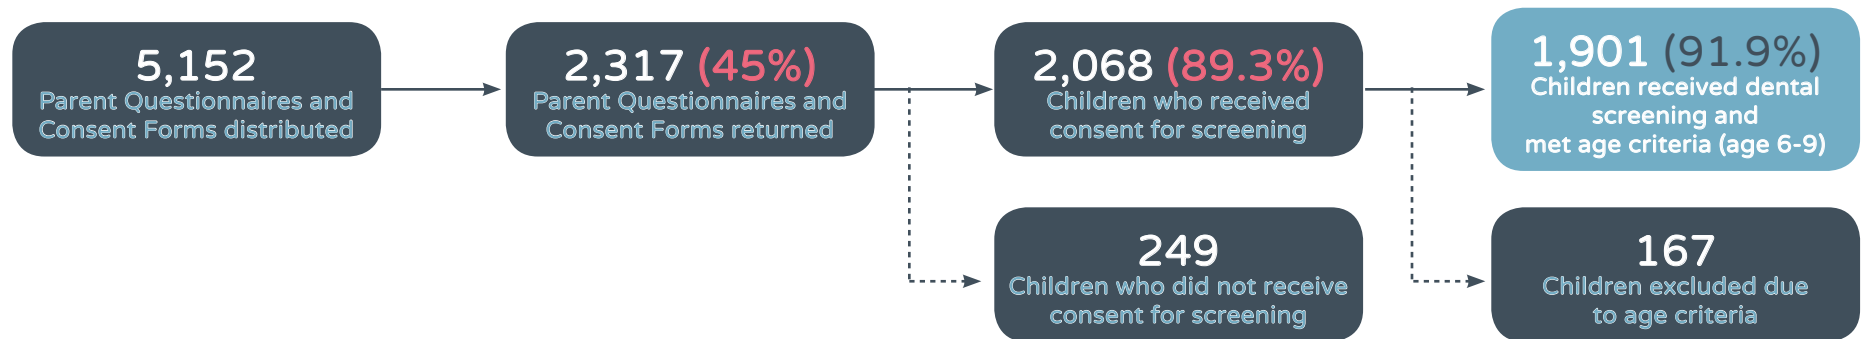 5,152
Parent Questionnaires and
Consent Forms distributed
2,317 (45%)
Parent Questionnaires and
Consent Forms returned
2,068 (89.3%)
Children who received
consent for screening
1,901 (91.9%)
Children received dental
screening and
met age criteria (age 6-9)
249
Children who did not receive
consent for screening
167
Children excluded due
to age criteria